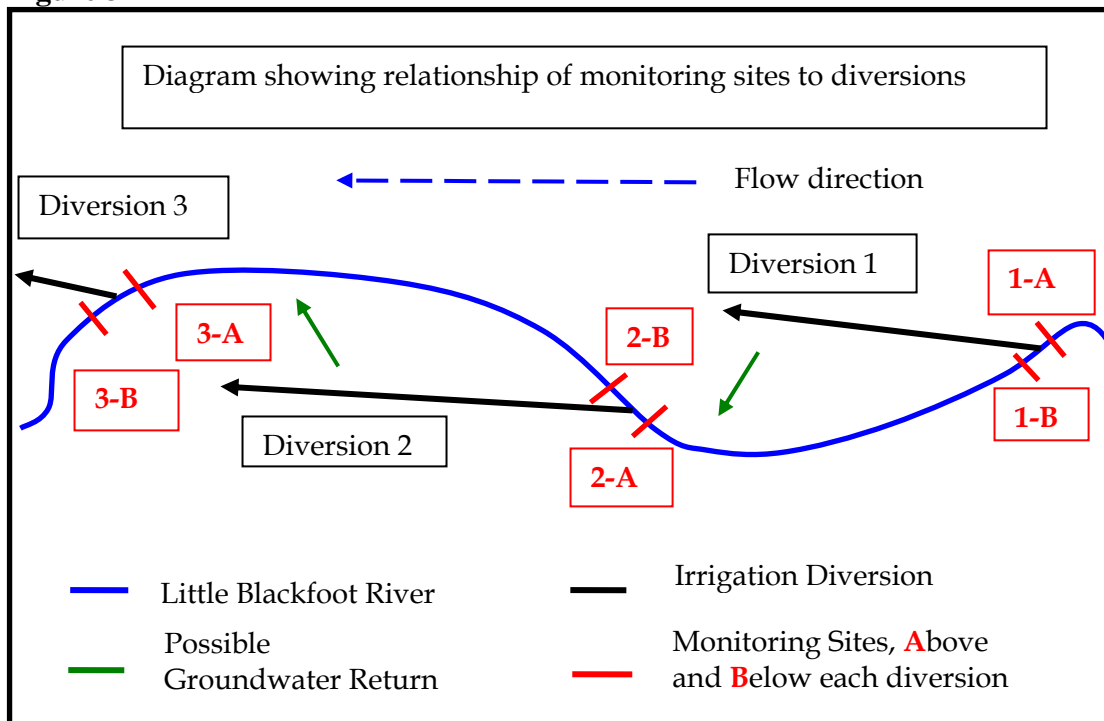 Diagram showing relationship of monitoring sites to diversions
Flow direction
Diversion 3
Diversion 1
1-A
2-B
3-A
3-B
1-B
Diversion 2
2-A
Little Blackfoot River
Irrigation Diversion
Possible
Groundwater Return
Monitoring Sites, Above
and Below each diversion